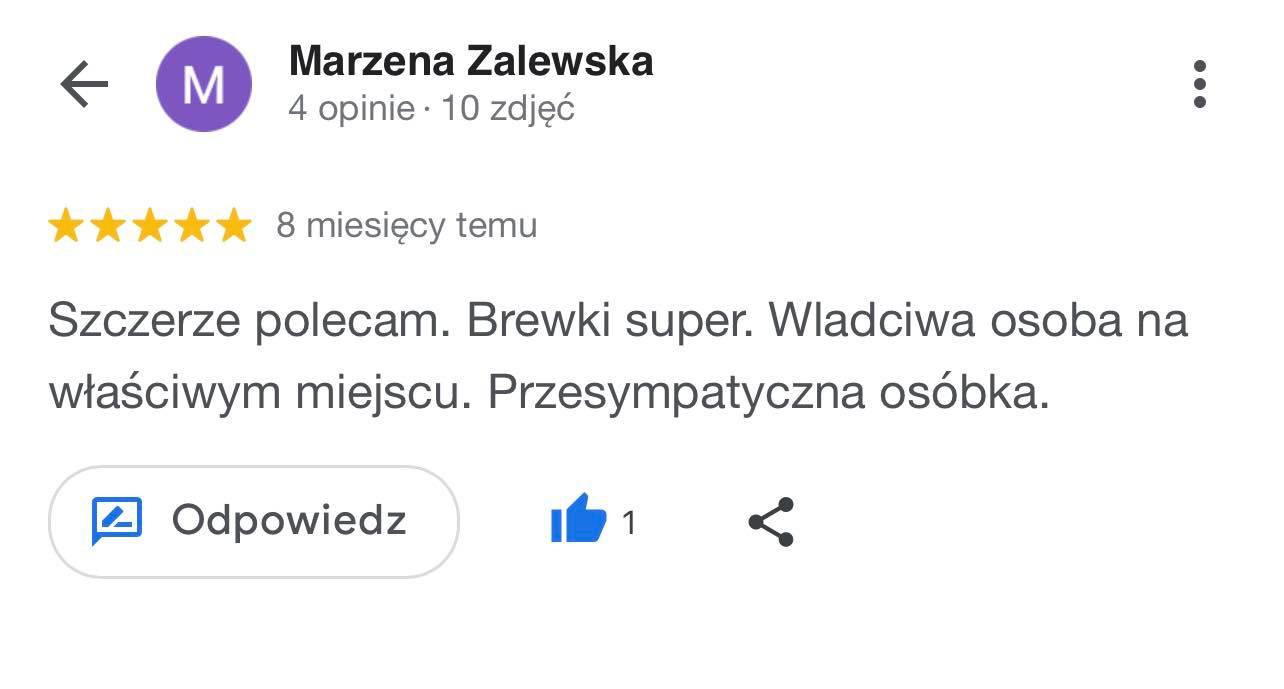 M
Marzena Zalewska
4 opinie · 10 zdjęć
8 miesięcy temu
Szczerze polecam. Brewki super. Wladciwa osoba na
właściwym miejscu. Przesympatyczna osóbka.
Odpowiedz
1